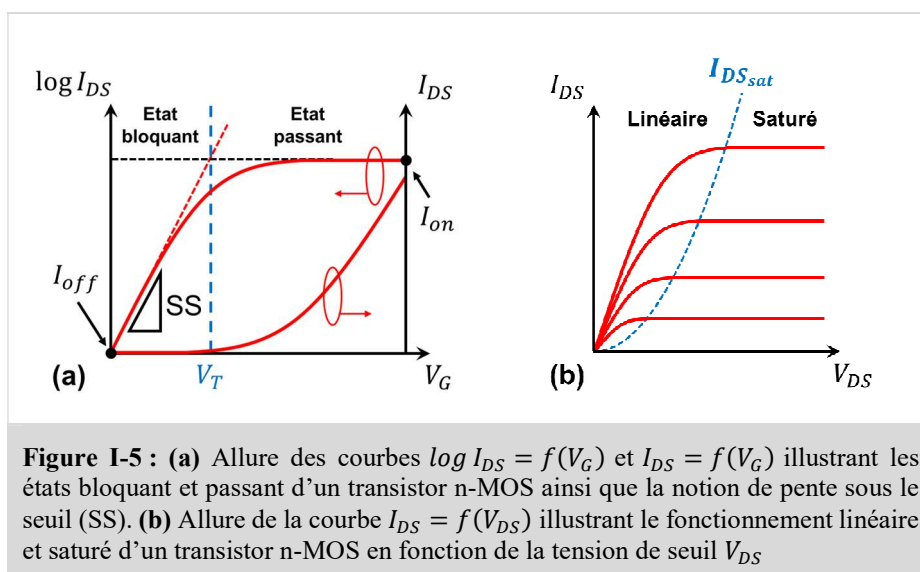 log I_DS
Etat
bloquant
Etat
passant
I_DS
I_on
I_off
SS
(a)
V_T
V_G
I_DS
I_DSsat
Linéaire
Saturé
(b)
V_DS
Figure I-5 : (a) Allure des courbes log I_DS = f(V_G) et I_DS = f(V_G) illustrant les
états bloquant et passant d'un transistor n-MOS ainsi que la notion de pente sous le
seuil (SS). (b) Allure de la courbe I_DS = f(V_DS) illustrant le fonctionnement linéaire
et saturé d'un transistor n-MOS en fonction de la tension de seuil V_DS